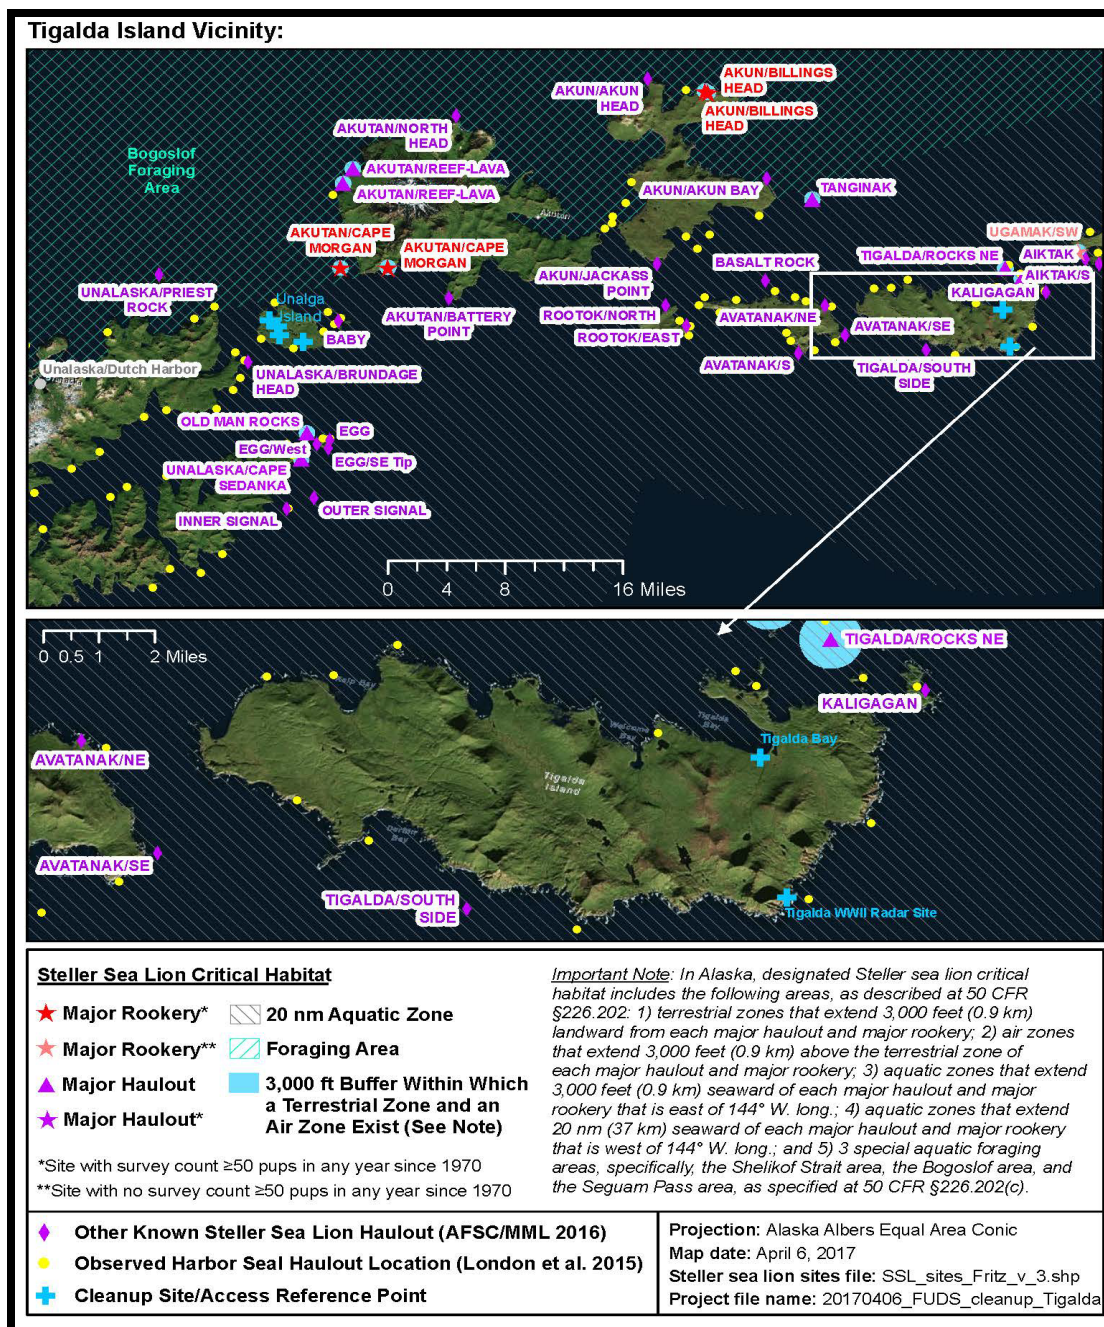 Tigalda Island Vicinity:
AKUN/BILLINGS
HEAD
AKUN/AKUN
HEAD
AKUN/BILLINGS
HEAD
AKUTAN/NORTH
HEAD
Bogoslof
Foraging
Area
AKUTAN/REEF-LAVA
AKUTAN/REEF-LAVA
AKUN/AKUN BAY
TANGINAK
Akutan
AKUTAN/CAPE
MORGAN
AKUTAN/CAPE
MORGAN
UGAMAK/SW
TIGALDA/ROCKS NE
AIKTAK
BASALT ROCK
AIKTAK/S
AKUN/JACKASS
POINT
UNALASKA/PRIEST
ROCK
KALIGAGAN
Unalga
Island
AKUTAN/BATTERY
POINT
ROOTOK/NORTH
AVATANAK/NE
BABY
ROOTOK/EAST
AVATANAK/SE
Unalaska/Dutch Harbor
UNALASKA/BRUNDAGE
HEAD
AVATANAK/S
TIGALDA/SOUTH
SIDE
OLD MAN ROCKS
EGG
EGG/West
EGG/SE Tip
UNALASKA/CAPE
SEDANKA
INNER SIGNAL
OUTER SIGNAL
0 4 8 16 Miles
0 0.5 1 2 Miles
TIGALDA/ROCKS NE
KALIGAGAN
Tigalda
Bay
Welcome
Bay
Tigalda Bay
AVATANAK/NE
Tigalda
Island
Derbin
Bay
AVATANAK/SE
TIGALDA/SOUTH
SIDE
Tigalda WWII Radar Site
Steller Sea Lion Critical Habitat
Major Rookery*
Major Rookery**
Major Haulout
Major Haulout*
20 nm Aquatic Zone
Foraging Area
3,000 ft Buffer Within Which
a Terrestrial Zone and an
Air Zone Exist (See Note)
*Site with survey count ≥50 pups in any year since 1970
**Site with no survey count ≥50 pups in any year since 1970
Important Note: In Alaska, designated Steller sea lion critical
habitat includes the following areas, as described at 50 CFR
§226.202: 1) terrestrial zones that extend 3,000 feet (0.9 km)
landward from each major haulout and major rookery; 2) air zones
that extend 3,000 feet (0.9 km) above the terrestrial zone of
each major haulout and major rookery; 3) aquatic zones that extend
3,000 feet (0.9 km) seaward of each major haulout and major
rookery that is east of 144° W. long.; 4) aquatic zones that extend
20 nm (37 km) seaward of each major haulout and major rookery
that is west of 144° W. long.; and 5) 3 special aquatic foraging
areas, specifically, the Shelikof Strait area, the Bogoslof area, and
the Seguam Pass area, as specified at 50 CFR §226.202(c).
Other Known Steller Sea Lion Haulout (AFSC/MML 2016)
Observed Harbor Seal Haulout Location (London et al. 2015)
Cleanup Site/Access Reference Point
Projection: Alaska Albers Equal Area Conic
Map date: April 6, 2017
Steller sea lion sites file: SSL_sites_Fritz_v_3.shp
Project file name: 20170406_FUDS_cleanup_Tigalda